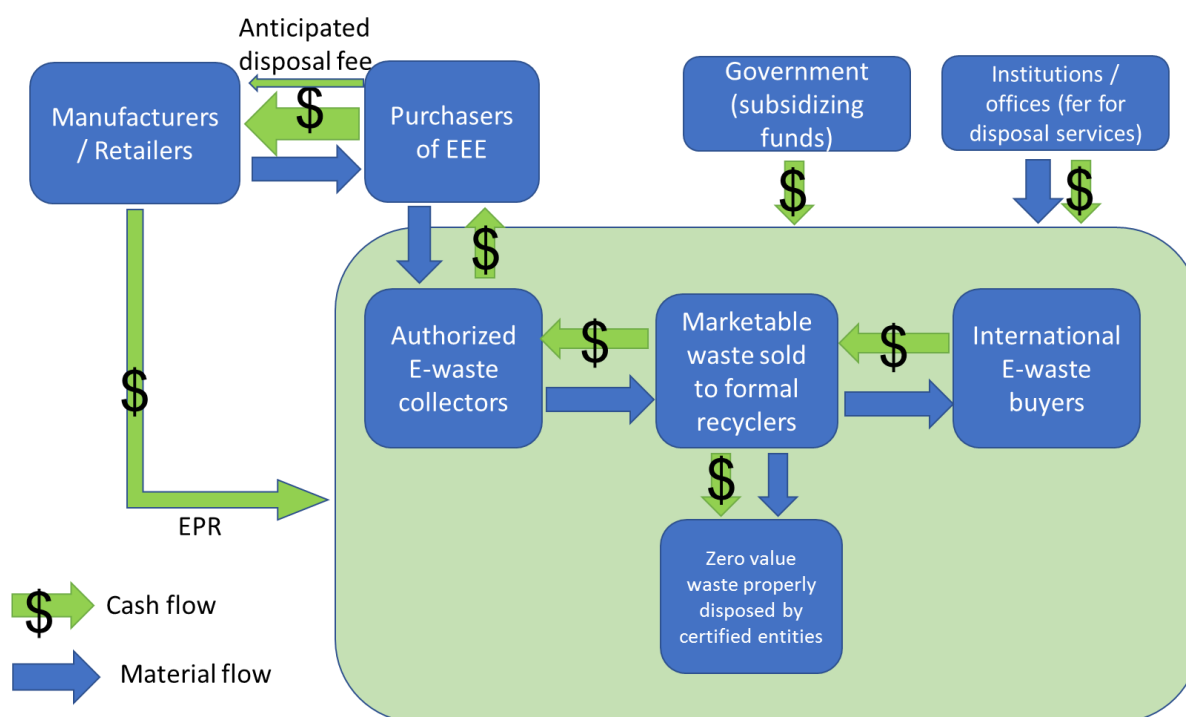 Anticipated
disposal fee
Manufacturers
/ Retailers
$
Purchasers
of EEE
Government
(subsidizing
funds)
Institutions /
offices (fer for
disposal services)
$
$
$
$
Authorized
E-waste
collectors
$
Marketable
waste sold
to formal
recyclers
$
International
E-waste
buyers
$
$
EPR
Zero value
waste properly
disposed by
certified entities
$
Cash flow
Material flow